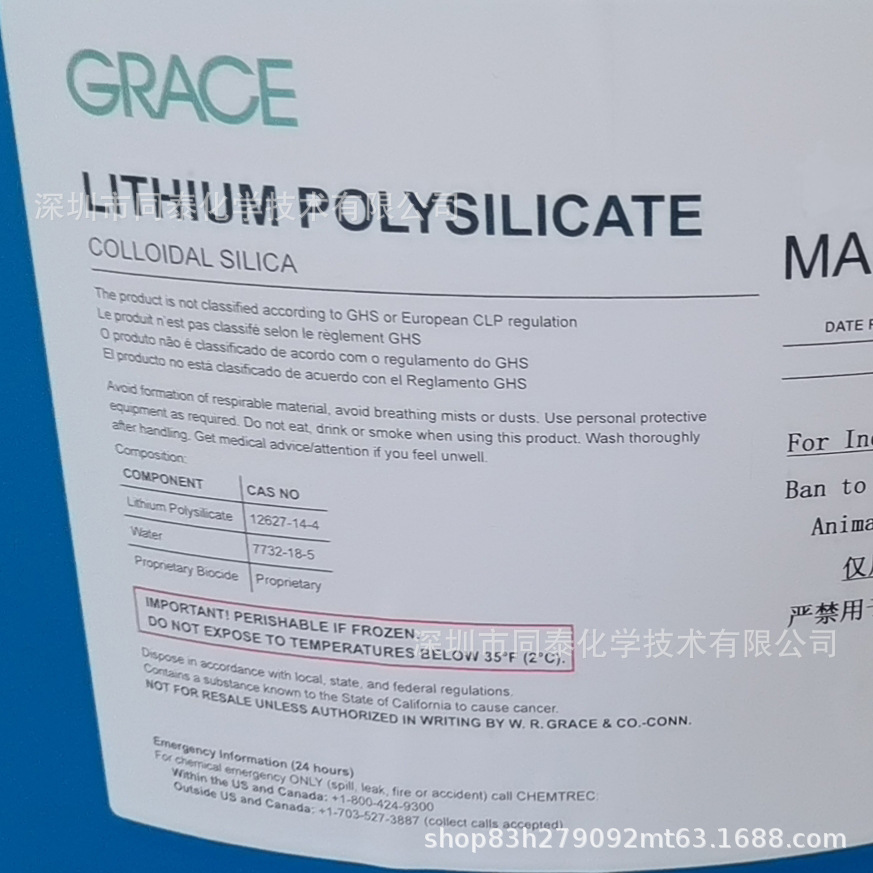 GRACE
LITHIUM POLYSILICATE
深圳市同泰化学技术有限公司
COLLOIDAL SILICA
The product is not classified according to GHS or European CLP regulation
Le produit n'est pas classifé selon le règlement GHS
O produto não é classificado de acordo com o regulamento do GHS
El producto no está clasificado de acuerdo con el Reglamento GHS
Avoid formation of respirable material, avoid breathing mists or dusts. Use personal protective
equipment as required. Do not eat, drink or smoke when using this product. Wash thoroughly
after handling. Get medical advice/attention if you feel unwell.
Composition:
COMPONENT CAS NO
Lithium Polysilicate 12627-14-4
Water 7732-18-5
Proprietary Biocide Proprietary
IMPORTANT! PERISHABLE IF FROZEN.
DO NOT EXPOSE TO TEMPERATURES BELOW 35°F (2°C).
深圳市同泰化学技术有限公司
Dispose in accordance with local, state, and federal regulations.
Contains a substance known to the State of California to cause cancer.
NOT FOR RESALE UNLESS AUTHORIZED IN WRITING BY W. R. GRACE & CO.-CONN.
Emergency Information (24 hours)
For chemical emergency ONLY (spill, leak, fire or accident) call CHEMTREC:
Within the US and Canada: +1-800-424-9300
Outside US and Canada: +1-703-527-3887 (collect calls accepted)
MA
DATE
For In
Ban to
Anima
仅
严禁用
shop83h279092mt63.1688.com